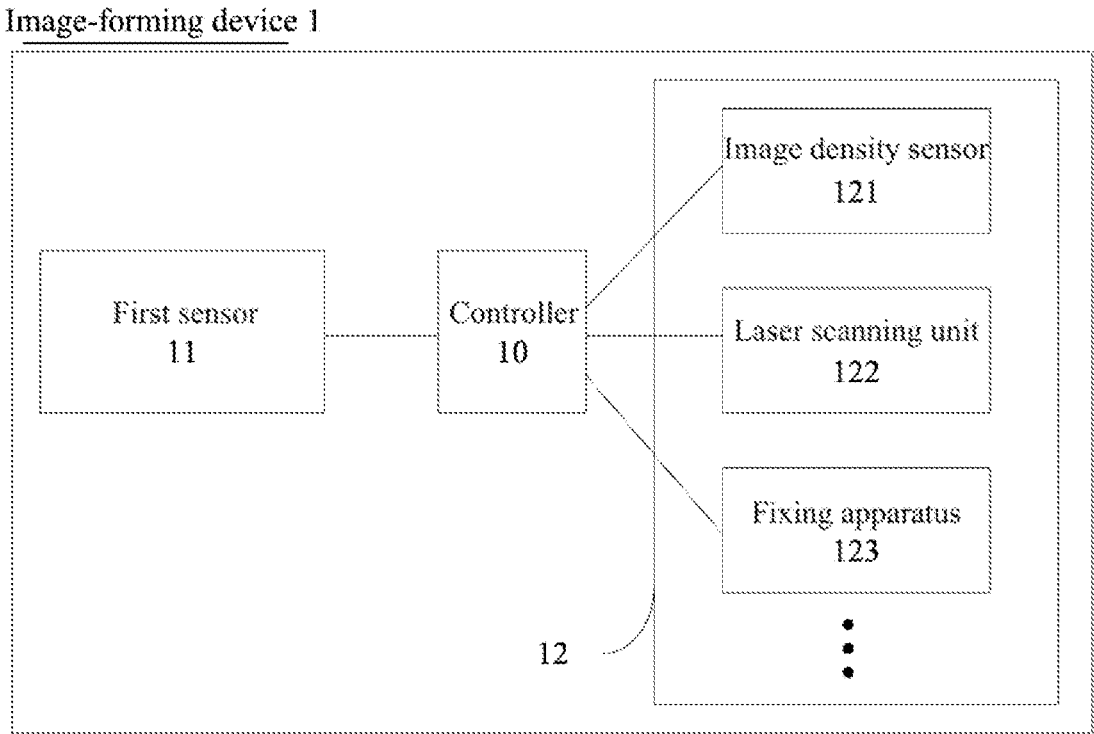 Image-forming device 1
Image density sensor
121
First sensor
11
Controller
10
Laser scanning unit
122
Fixing apparatus
123
12